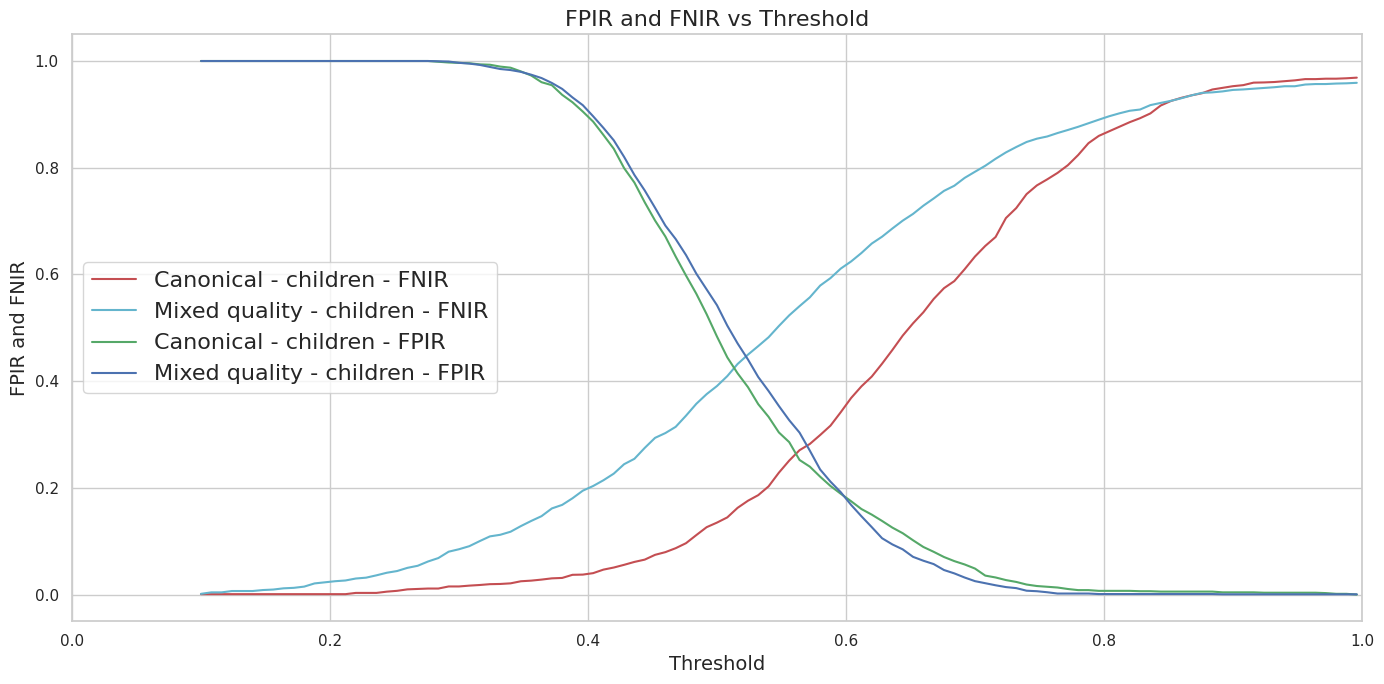 FPIR and FNIR vs Threshold
FPIR and FNIR
1.0
0.8
0.6
0.4
0.2
0.0
Canonical - children - FNIR
Mixed quality - children - FNIR
Canonical - children - FPIR
Mixed quality - children - FPIR
0.0 0.2 0.4 0.6 0.8 1.0
Threshold